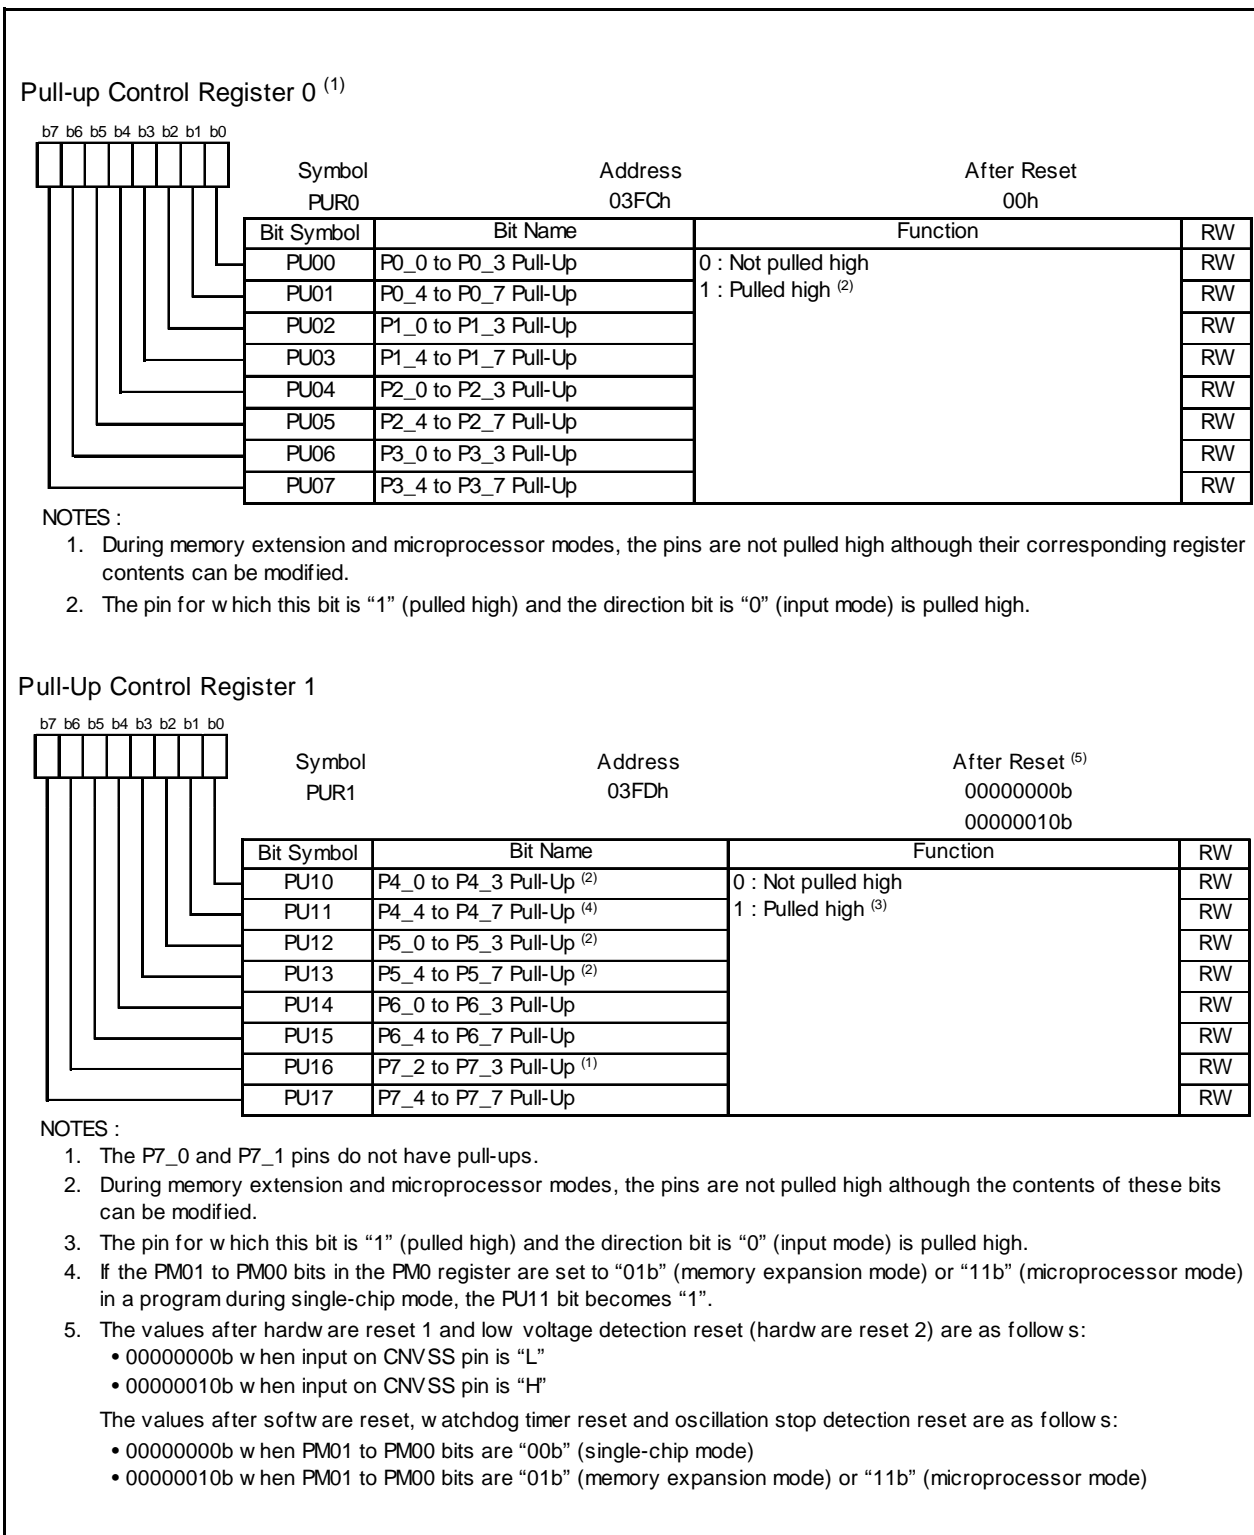 Pull-up Control Register 0 (1)
b7 b6 b5 b4 b3 b2 b1 b0
Symbol Address After Reset
PUR0 03FCh 00h
Bit Symbol Bit Name Function RW
PU00 P0_0 to P0_3 Pull-Up 0 : Not pulled high RW
PU01 P0_4 to P0_7 Pull-Up 1 : Pulled high (2) RW
PU02 P1_0 to P1_3 Pull-Up RW
PU03 P1_4 to P1_7 Pull-Up RW
PU04 P2_0 to P2_3 Pull-Up RW
PU05 P2_4 to P2_7 Pull-Up RW
PU06 P3_0 to P3_3 Pull-Up RW
PU07 P3_4 to P3_7 Pull-Up RW
NOTES :
1. During memory extension and microprocessor modes, the pins are not pulled high although their corresponding register
contents can be modified.
2. The pin for which this bit is “1” (pulled high) and the direction bit is “0” (input mode) is pulled high.
Pull-Up Control Register 1
b7 b6 b5 b4 b3 b2 b1 b0
Symbol Address After Reset (5)
PUR1 03FDh 00000000b
00000010b
Bit Symbol Bit Name Function RW
PU10 P4_0 to P4_3 Pull-Up (2) 0 : Not pulled high RW
PU11 P4_4 to P4_7 Pull-Up (4) 1 : Pulled high (3) RW
PU12 P5_0 to P5_3 Pull-Up (2) RW
PU13 P5_4 to P5_7 Pull-Up (2) RW
PU14 P6_0 to P6_3 Pull-Up RW
PU15 P6_4 to P6_7 Pull-Up RW
PU16 P7_2 to P7_3 Pull-Up (1) RW
PU17 P7_4 to P7_7 Pull-Up RW
NOTES :
1. The P7_0 and P7_1 pins do not have pull-ups.
2. During memory extension and microprocessor modes, the pins are not pulled high although the contents of these bits
can be modified.
3. The pin for which this bit is “1” (pulled high) and the direction bit is “0” (input mode) is pulled high.
4. If the PM01 to PM00 bits in the PM0 register are set to “01b” (memory expansion mode) or “11b” (microprocessor mode)
in a program during single-chip mode, the PU11 bit becomes “1”.
5. The values after hardware reset 1 and low voltage detection reset (hardware reset 2) are as follows:
• 00000000b when input on CNVSS pin is “L”
• 00000010b when input on CNVSS pin is “H”
The values after software reset, watchdog timer reset and oscillation stop detection reset are as follows:
• 00000000b when PM01 to PM00 bits are “00b” (single-chip mode)
• 00000010b when PM01 to PM00 bits are “01b” (memory expansion mode) or “11b” (microprocessor mode)